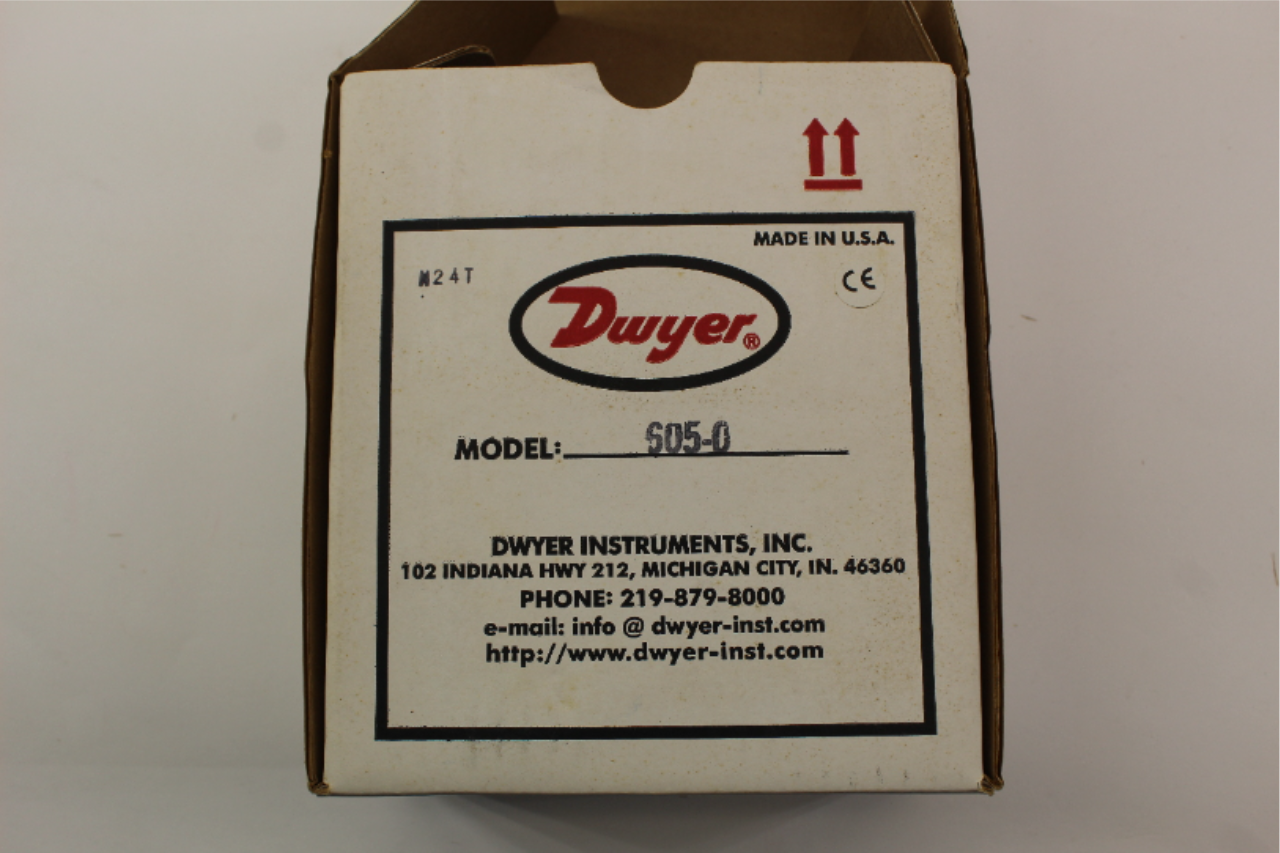 MADE IN U.S.A.
M24T
CE
Dwyer®
MODEL: 605-0
DWYER INSTRUMENTS, INC.
102 INDIANA HWY 212, MICHIGAN CITY, IN. 46360
PHONE: 219-879-8000
e-mail: info @ dwyer-inst.com
http://www.dwyer-inst.com